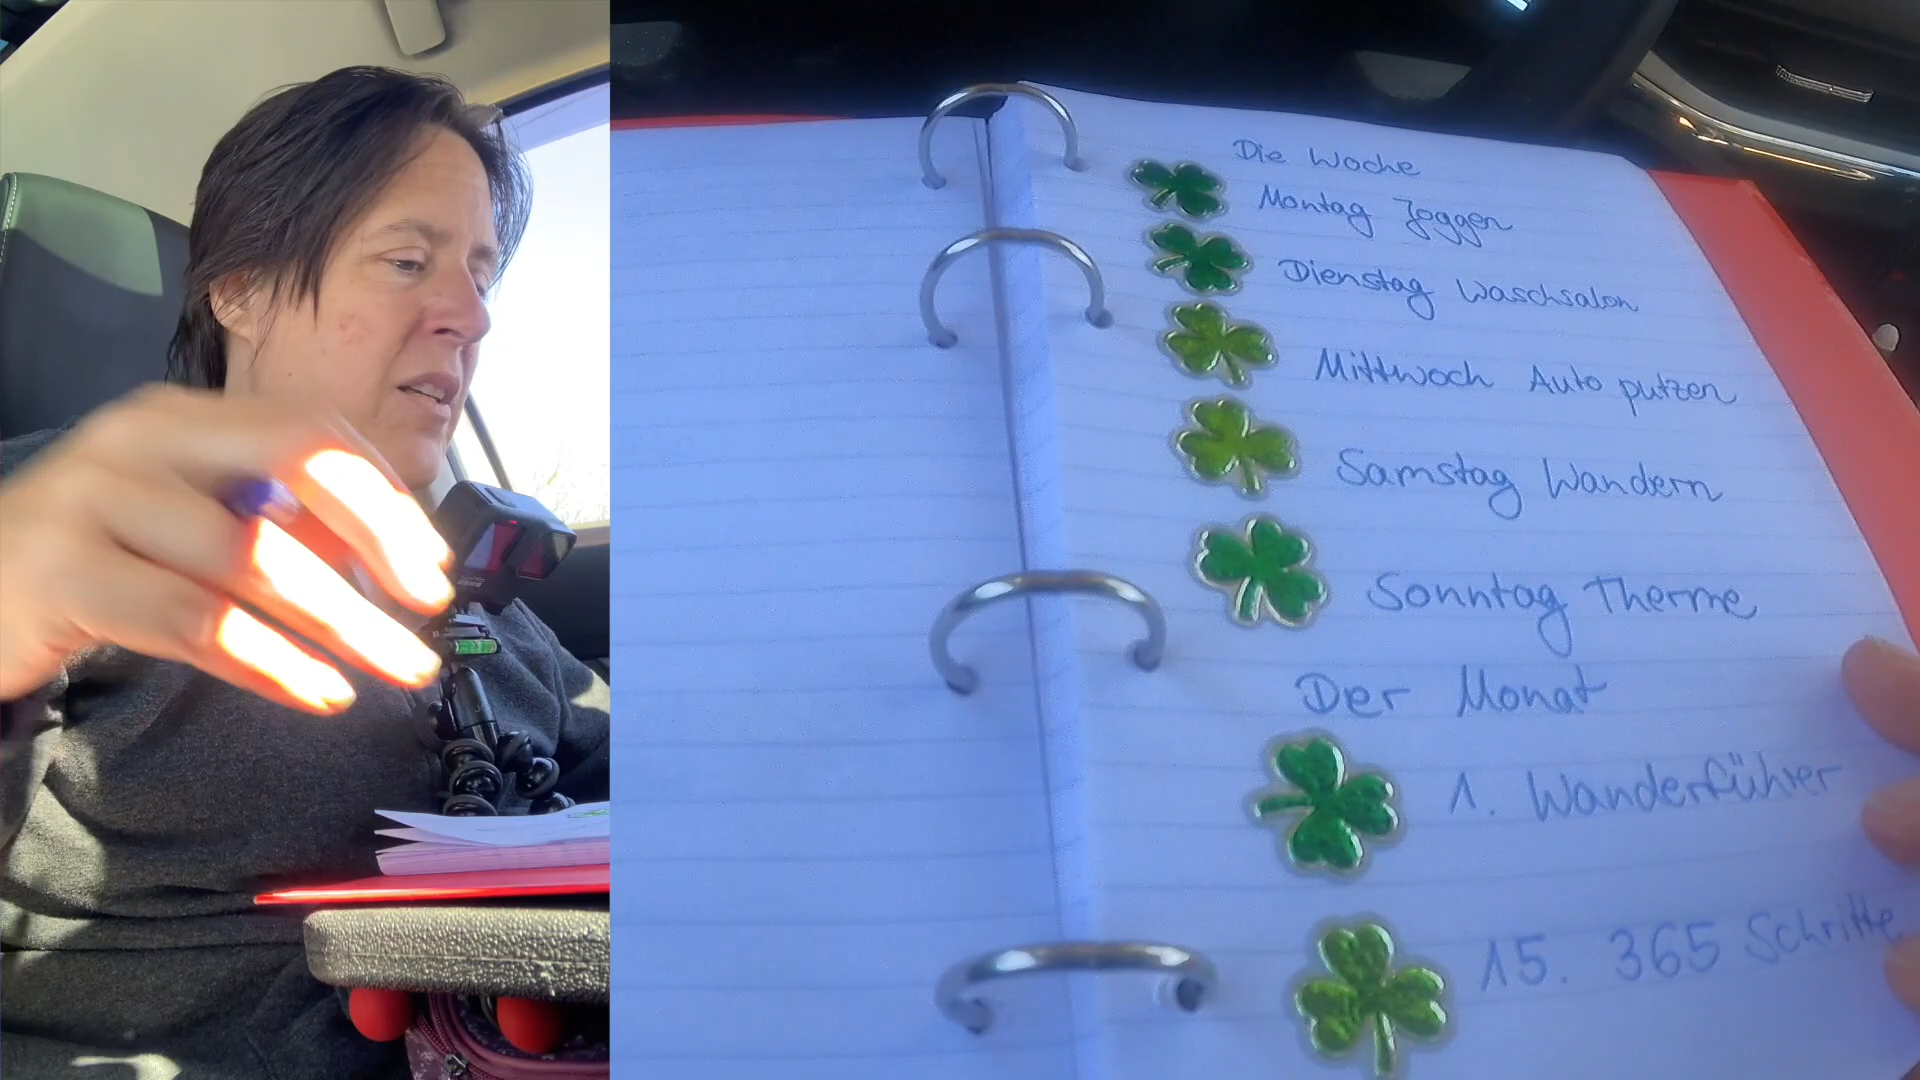 Die Woche
Montag Joggen
Dienstag Waschsalon
Mittwoch Auto putzen
Samstag Wandern
Sonntag Therme
Der Monat
1. Wanderführer
15. 365 Schritte